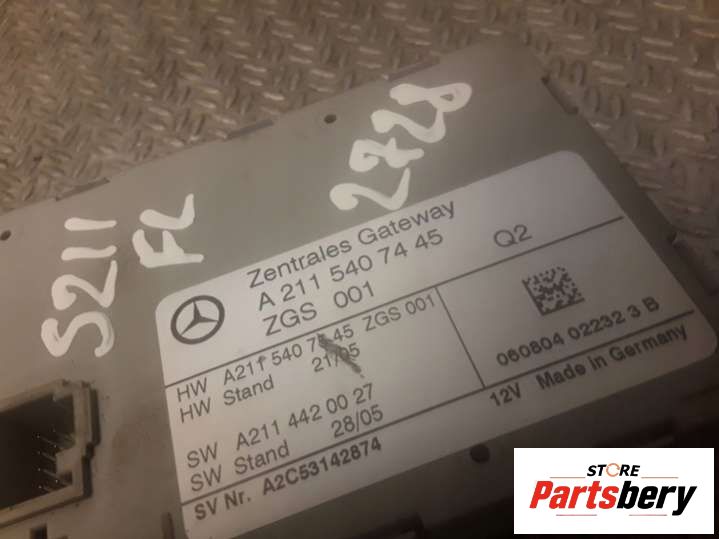 S211
FL
2728
Zentrales Gateway
A 211 540 74 45
Q2
ZGS 001
HW A211 540 74 45 ZGS 001
HW Stand 21/05
060804 02232 3 B
SW A211 442 00 27
SW Stand 28/05
12V Made in Germany
SV Nr. A2C53142874
STORE
Partsbery